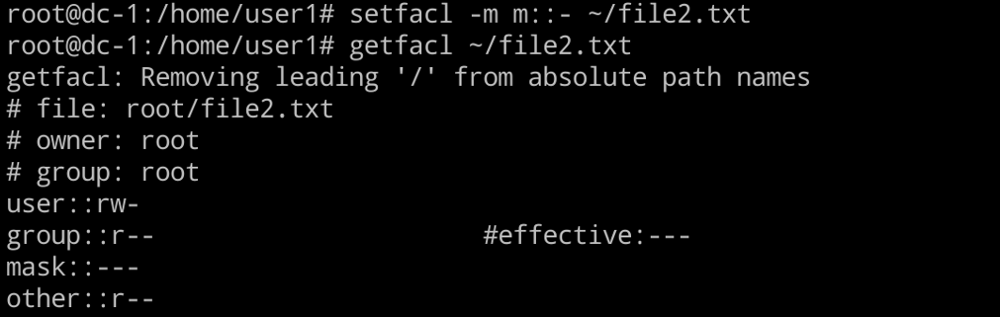 root@dc-1:/home/user1# setfacl -m m::- ~/file2.txt
root@dc-1:/home/user1# getfacl ~/file2.txt
getfacl: Removing leading '/' from absolute path names
# file: root/file2.txt
# owner: root
# group: root
user::rw-
group::r-- #effective:---
mask::---
other::r--